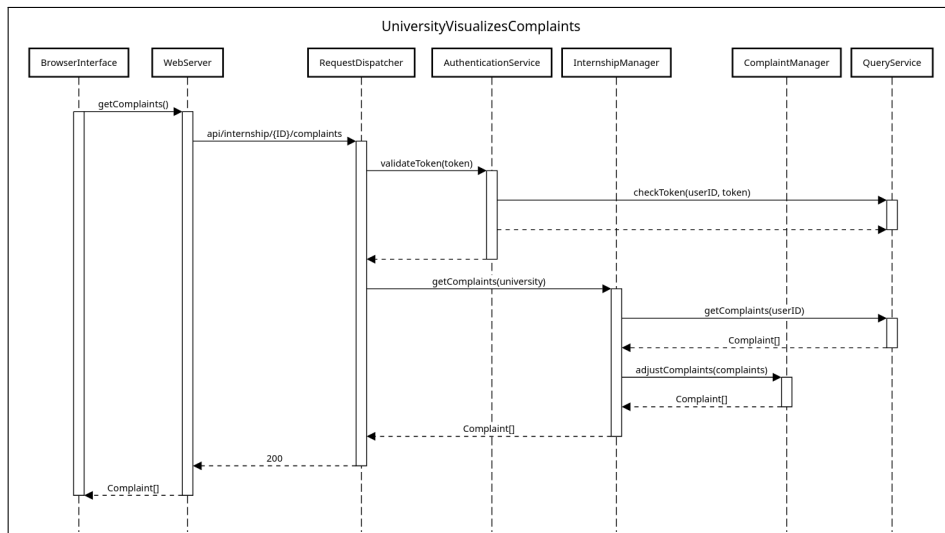 UniversityVisualizesComplaints
BrowserInterface
WebServer
RequestDispatcher
AuthenticationService
InternshipManager
ComplaintManager
QueryService
getComplaints()
api/internship/{ID}/complaints
validateToken(token)
checkToken(userID, token)
getComplaints(university)
getComplaints(userID)
Complaint[]
adjustComplaints(complaints)
Complaint[]
Complaint[]
200
Complaint[]